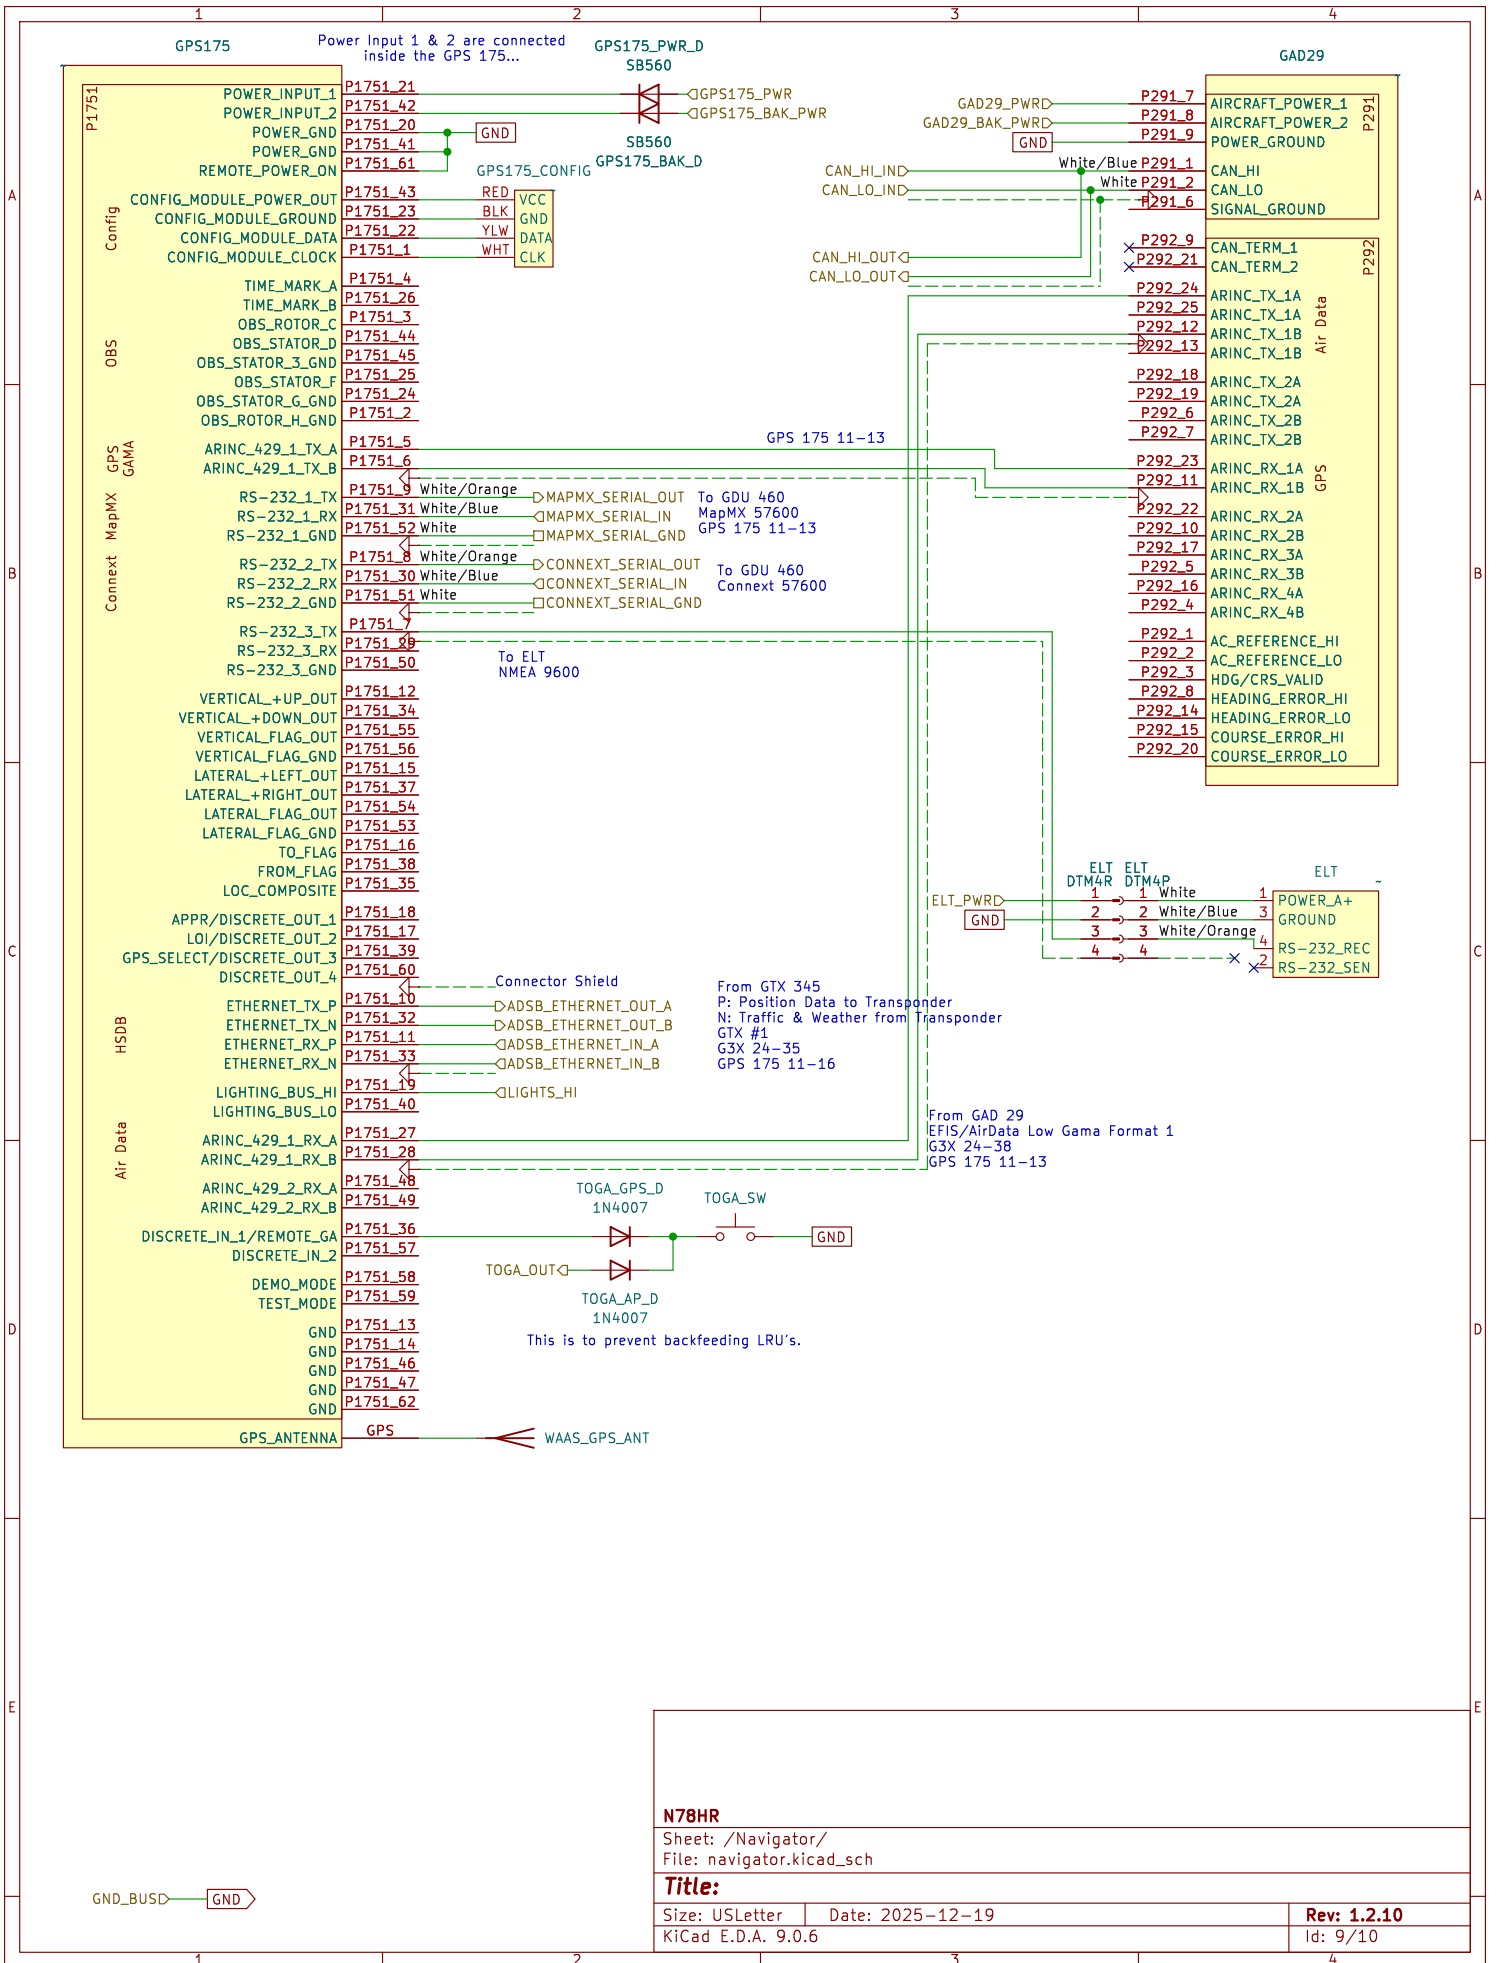 1
2
3
4
GPS175
Power Input 1 & 2 are connected
inside the GPS 175...
GPS175_PWR_D
SB560
GAD29
P1751
POWER_INPUT_1 P1751_21
GPS175_PWR
POWER_INPUT_2 P1751_42
GPS175_BAK_PWR
POWER_GND P1751_20
GND
POWER_GND P1751_41
REMOTE_POWER_ON P1751_61
SB560
GPS175_BAK_D
GPS175_CONFIG
Config
CONFIG_MODULE_POWER_OUT P1751_43 RED VCC
CONFIG_MODULE_GROUND P1751_23 BLK GND
CONFIG_MODULE_DATA P1751_22 YLW DATA
CONFIG_MODULE_CLOCK P1751_1 WHT CLK
TIME_MARK_A P1751_4
TIME_MARK_B P1751_26
OBS
OBS_ROTOR_C P1751_3
OBS_STATOR_D P1751_44
OBS_STATOR_3_GND P1751_45
OBS_STATOR_F P1751_25
OBS_STATOR_G_GND P1751_24
OBS_ROTOR_H_GND P1751_2
GPS
GAMA
ARINC_429_1_TX_A P1751_5
ARINC_429_1_TX_B P1751_6
GPS 175 11-13
MapMX
RS-232_1_TX P1751_9 White/Orange MAPMX_SERIAL_OUT
RS-232_1_RX P1751_31 White/Blue MAPMX_SERIAL_IN
RS-232_1_GND P1751_52 White MAPMX_SERIAL_GND
To GDU 460
MapMX 57600
GPS 175 11-13
Connext
RS-232_2_TX P1751_8 White/Orange CONNEXT_SERIAL_OUT
RS-232_2_RX P1751_30 White/Blue CONNEXT_SERIAL_IN
RS-232_2_GND P1751_51 White CONNEXT_SERIAL_GND
To GDU 460
Connext 57600
RS-232_3_TX P1751_7
RS-232_3_RX P1751_29
RS-232_3_GND P1751_50
To ELT
NMEA 9600
VERTICAL_+UP_OUT P1751_12
VERTICAL_+DOWN_OUT P1751_34
VERTICAL_FLAG_OUT P1751_55
VERTICAL_FLAG_GND P1751_56
LATERAL_+LEFT_OUT P1751_15
LATERAL_+RIGHT_OUT P1751_37
LATERAL_FLAG_OUT P1751_54
LATERAL_FLAG_GND P1751_53
TO_FLAG P1751_16
FROM_FLAG P1751_38
LOC_COMPOSITE P1751_35
APPR/DISCRETE_OUT_1 P1751_18
LOI/DISCRETE_OUT_2 P1751_17
GPS_SELECT/DISCRETE_OUT_3 P1751_39
DISCRETE_OUT_4 P1751_60
Connector Shield
HSDB
ETHERNET_TX_P P1751_10 ADSB_ETHERNET_OUT_A
ETHERNET_TX_N P1751_32 ADSB_ETHERNET_OUT_B
ETHERNET_RX_P P1751_11 ADSB_ETHERNET_IN_A
ETHERNET_RX_N P1751_33 ADSB_ETHERNET_IN_B
From GTX 345
P: Position Data to Transponder
N: Traffic & Weather from Transponder
GTX #1
G3X 24-35
GPS 175 11-16
LIGHTING_BUS_HI P1751_19 LIGHTS_HI
LIGHTING_BUS_LO P1751_40
Air Data
ARINC_429_1_RX_A P1751_27
ARINC_429_1_RX_B P1751_28
From GAD 29
EFIS/AirData Low Gama Format 1
G3X 24-38
GPS 175 11-13
ARINC_429_2_RX_A P1751_48
ARINC_429_2_RX_B P1751_49
TOGA_GPS_D
1N4007
TOGA_SW
DISCRETE_IN_1/REMOTE_GA P1751_36
GND
DISCRETE_IN_2 P1751_57
TOGA_OUT
TOGA_AP_D
1N4007
This is to prevent backfeeding LRU's.
DEMO_MODE P1751_58
TEST_MODE P1751_59
GND P1751_13
GND P1751_14
GND P1751_46
GND P1751_47
GND P1751_62
GPS_ANTENNA GPS WAAS_GPS_ANT
P291
GAD29_PWR P291_7 AIRCRAFT_POWER_1
GAD29_BAK_PWR P291_8 AIRCRAFT_POWER_2
GND P291_9 POWER_GROUND
CAN_HI_IN White/Blue P291_1 CAN_HI
CAN_LO_IN White P291_2 CAN_LO
P291_6 SIGNAL_GROUND
P292
P292_9 CAN_TERM_1
CAN_HI_OUT
P292_21 CAN_TERM_2
CAN_LO_OUT
Air Data
P292_24 ARINC_TX_1A
P292_25 ARINC_TX_1A
P292_12 ARINC_TX_1B
P292_13 ARINC_TX_1B
P292_18 ARINC_TX_2A
P292_19 ARINC_TX_2A
P292_6 ARINC_TX_2B
P292_7 ARINC_TX_2B
GPS
P292_23 ARINC_RX_1A
P292_11 ARINC_RX_1B
P292_22 ARINC_RX_2A
P292_10 ARINC_RX_2B
P292_17 ARINC_RX_3A
P292_5 ARINC_RX_3B
P292_16 ARINC_RX_4A
P292_4 ARINC_RX_4B
P292_1 AC_REFERENCE_HI
P292_2 AC_REFERENCE_LO
P292_3 HDG/CRS_VALID
P292_8 HEADING_ERROR_HI
P292_14 HEADING_ERROR_LO
P292_15 COURSE_ERROR_HI
P292_20 COURSE_ERROR_LO
ELT ELT
DTM4R DTM4P
ELT
~
ELT_PWR 1 1 White 1 POWER_A+
GND 2 2 White/Blue 3 GROUND
3 3 White/Orange 4 RS-232_REC
4 4 2 RS-232_SEN
A
A
B
B
C
C
D
D
E
E
GND_BUS GND
N78HR
Sheet: /Navigator/
File: navigator.kicad_sch
Title:
Size: USLetter Date: 2025-12-19 Rev: 1.2.10
KiCad E.D.A. 9.0.6 Id: 9/10
1
2
3
4